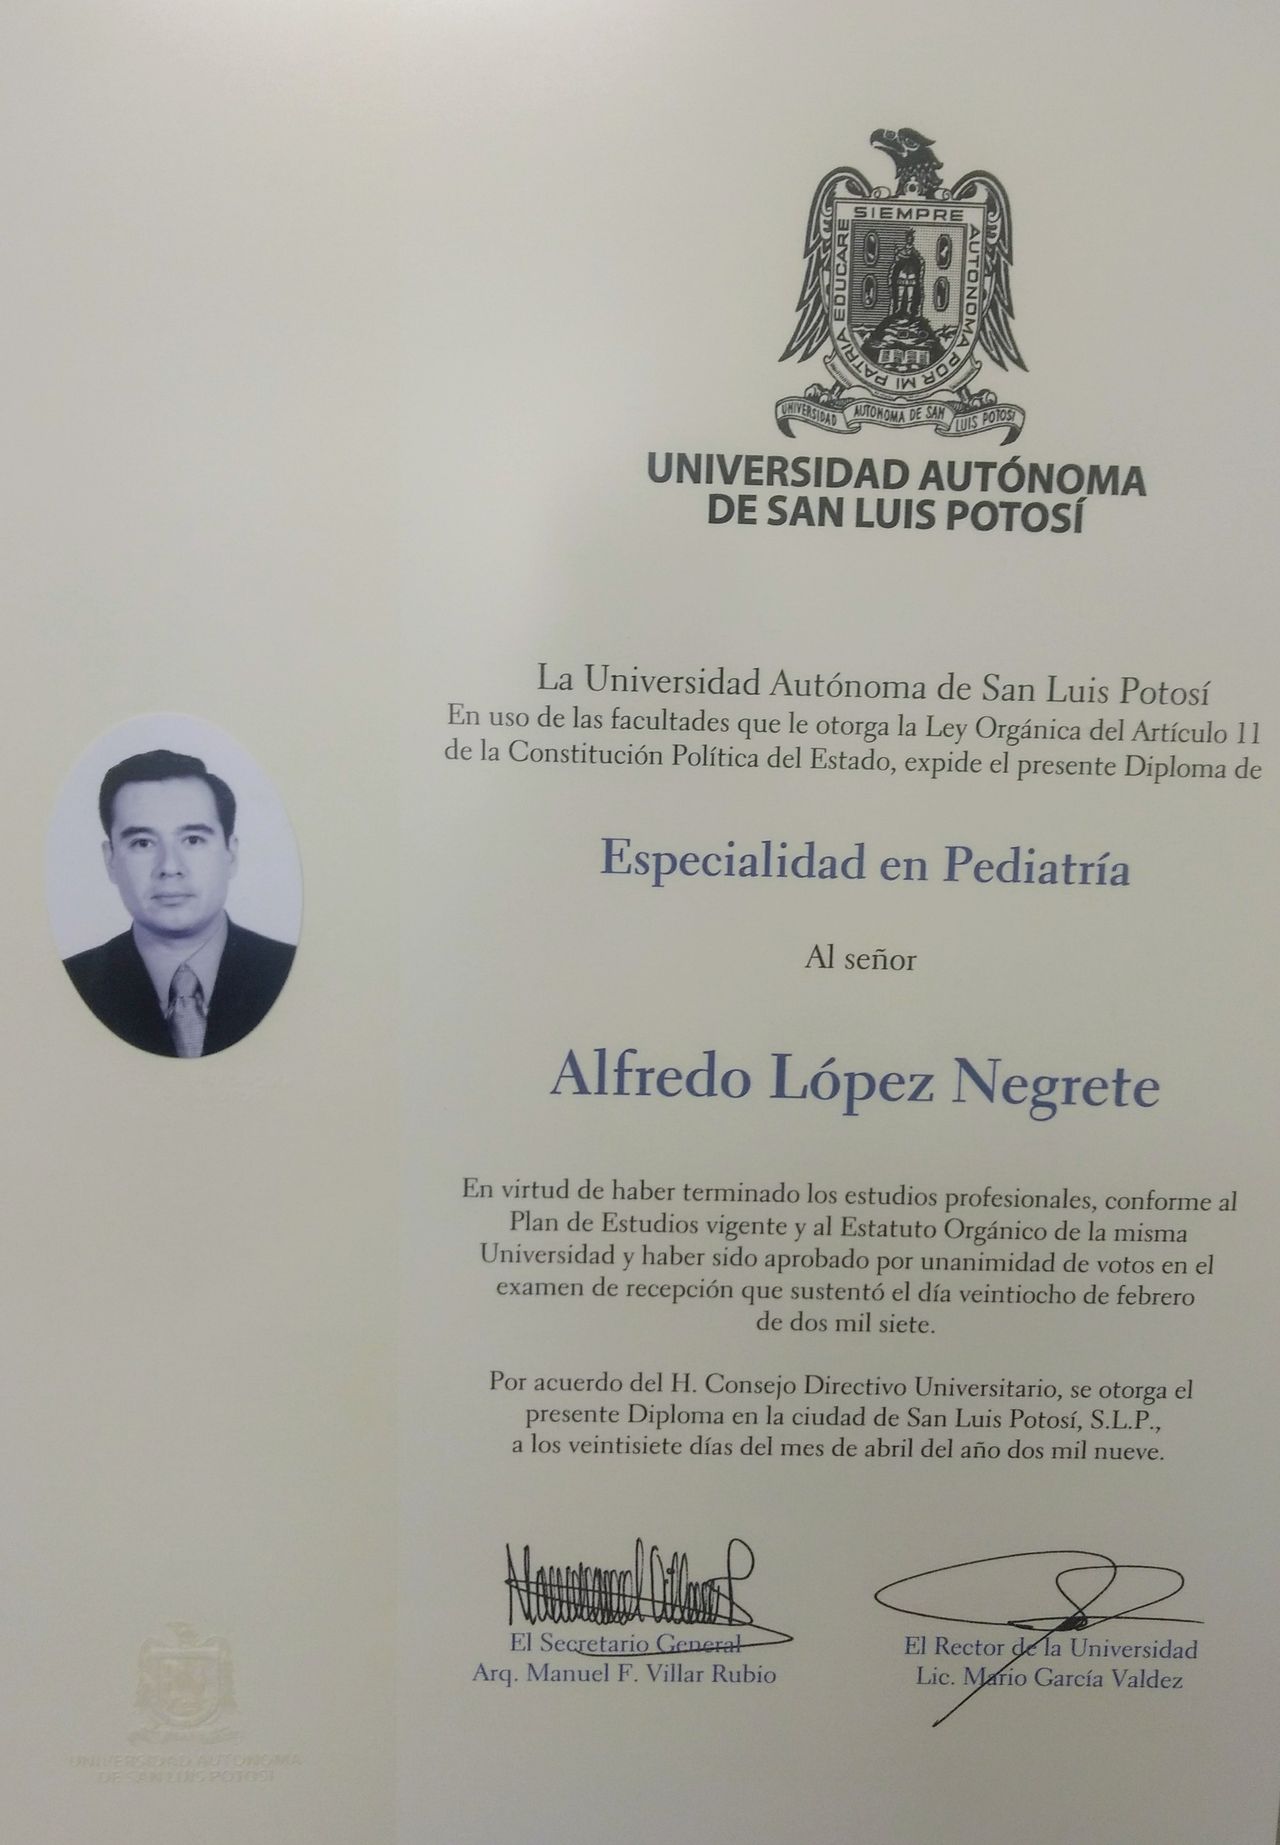 SIEMPRE AUTONOMA POR MI PATRIA EDUCARE
UNIVERSIDAD AUTONOMA DE SAN LUIS POTOSI
UNIVERSIDAD AUTÓNOMA
DE SAN LUIS POTOSÍ
La Universidad Autónoma de San Luis Potosí
En uso de las facultades que le otorga la Ley Orgánica del Artículo 11
de la Constitución Política del Estado, expide el presente Diploma de
Especialidad en Pediatría
Al señor
Alfredo López Negrete
En virtud de haber terminado los estudios profesionales, conforme al
Plan de Estudios vigente y al Estatuto Orgánico de la misma
Universidad y haber sido aprobado por unanimidad de votos en el
examen de recepción que sustentó el día veintiocho de febrero
de dos mil siete.
Por acuerdo del H. Consejo Directivo Universitario, se otorga el
presente Diploma en la ciudad de San Luis Potosí, S.L.P.,
a los veintisiete días del mes de abril del año dos mil nueve.
El Secretario General
Arq. Manuel F. Villar Rubio
El Rector de la Universidad
Lic. Mario García Valdez
UNIVERSIDAD AUTONOMA
DE SAN LUIS POTOSI